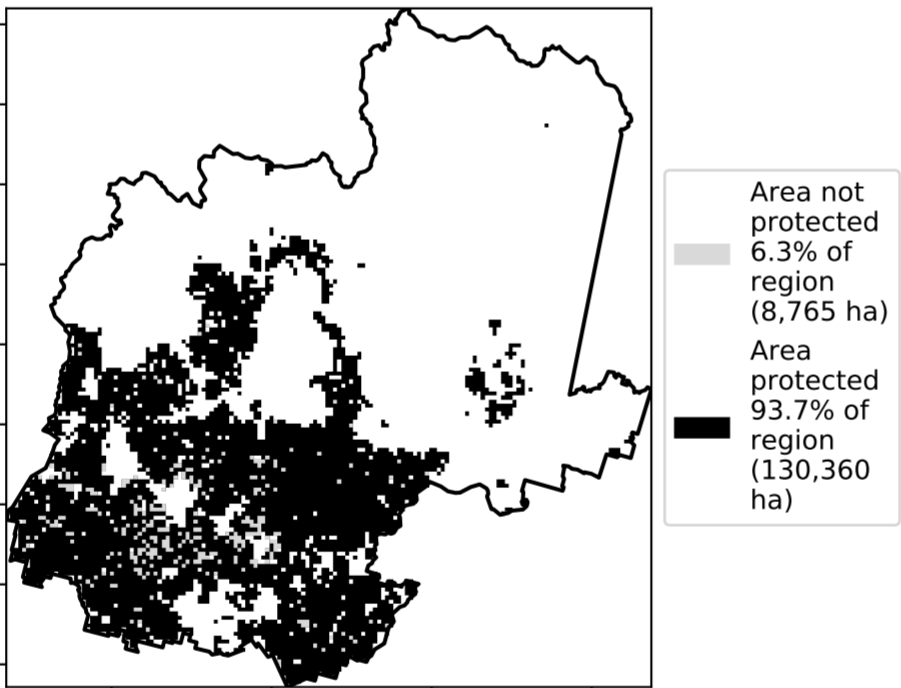 Area not
protected
6.3% of
region
(8,765 ha)
Area
protected
93.7% of
region
(130,360
ha)